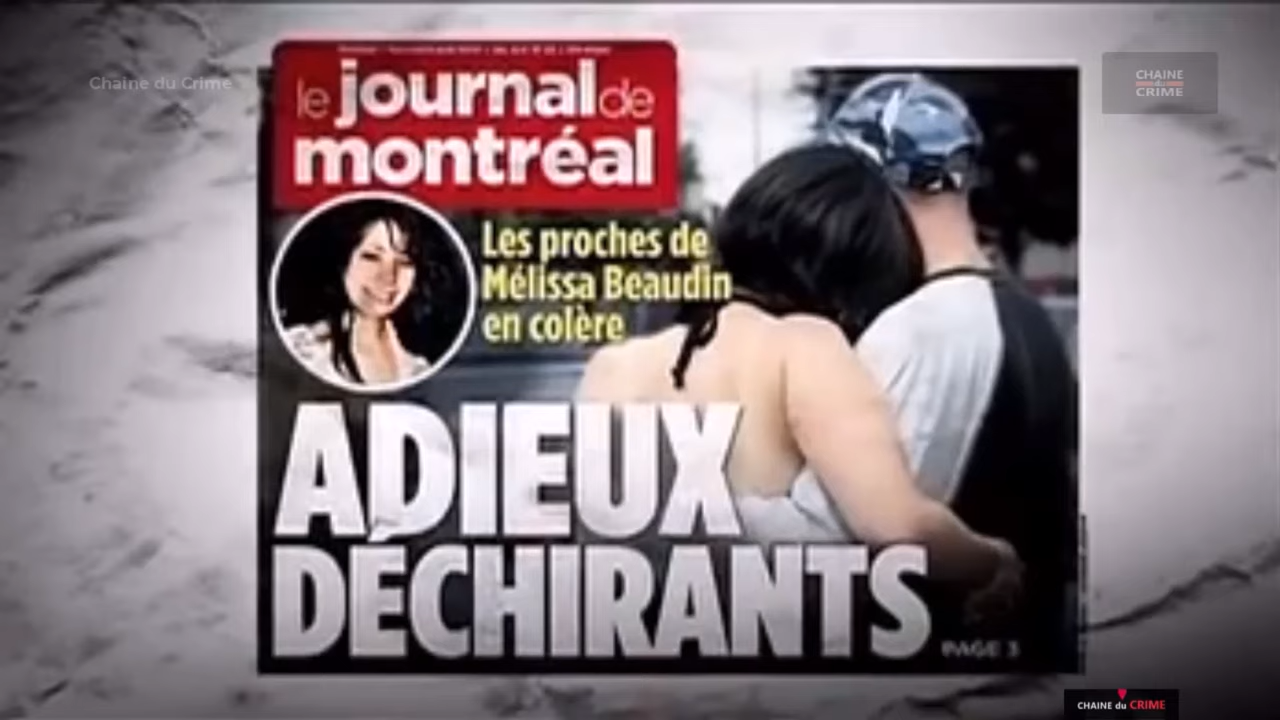 Chaine du Crime
CHAINE
du
CRIME
le journal de
montréal
Les proches de
Mélissa Beaudin
en colère
ADIEUX
DÉCHIRANTS
PAGE 3
CHAINE du CRIME